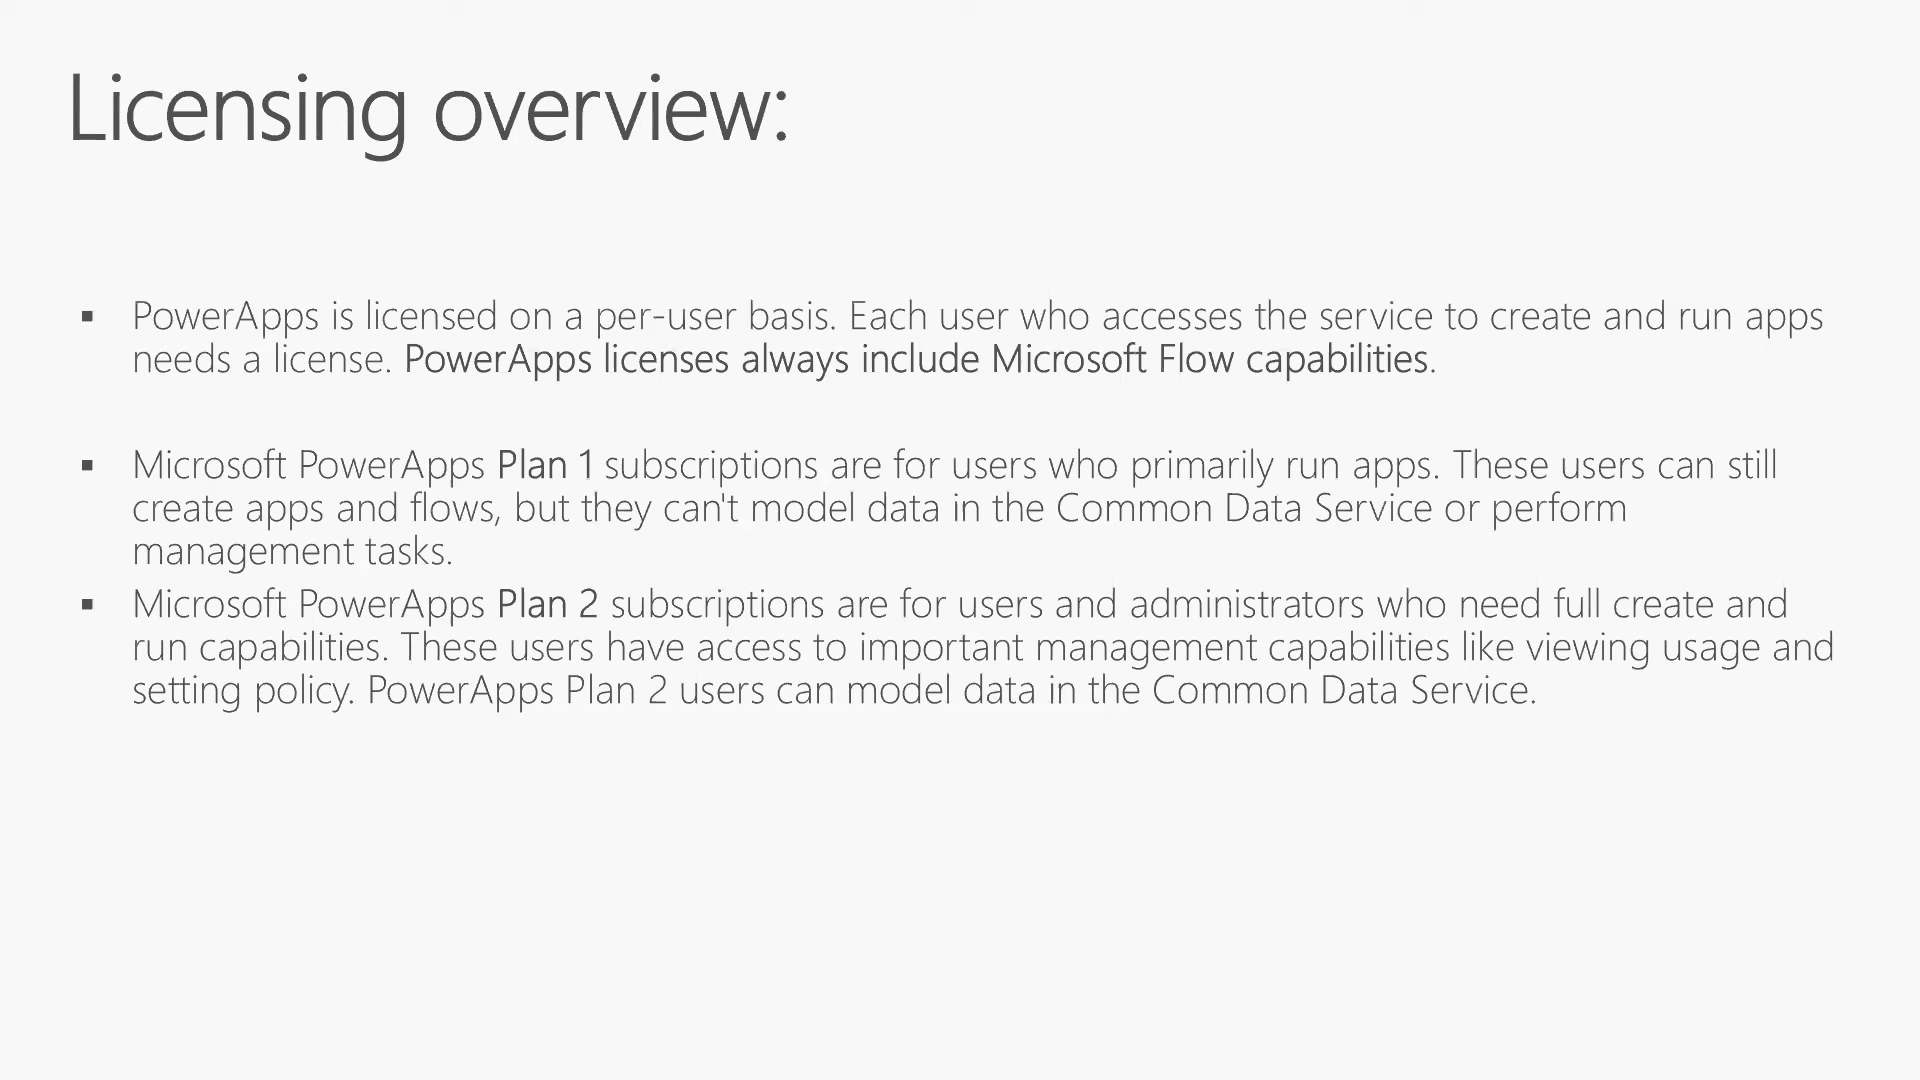 Licensing overview:
▪ PowerApps is licensed on a per-user basis. Each user who accesses the service to create and run apps
needs a license. PowerApps licenses always include Microsoft Flow capabilities.
▪ Microsoft PowerApps Plan 1 subscriptions are for users who primarily run apps. These users can still
create apps and flows, but they can't model data in the Common Data Service or perform
management tasks.
▪ Microsoft PowerApps Plan 2 subscriptions are for users and administrators who need full create and
run capabilities. These users have access to important management capabilities like viewing usage and
setting policy. PowerApps Plan 2 users can model data in the Common Data Service.